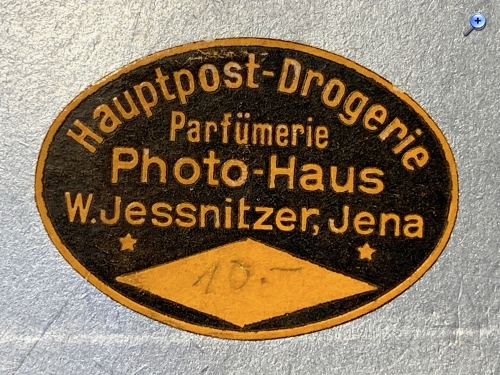 Hauptpost-Drogerie
Parfümerie
Photo-Haus
W. Jessnitzer, Jena
10.-